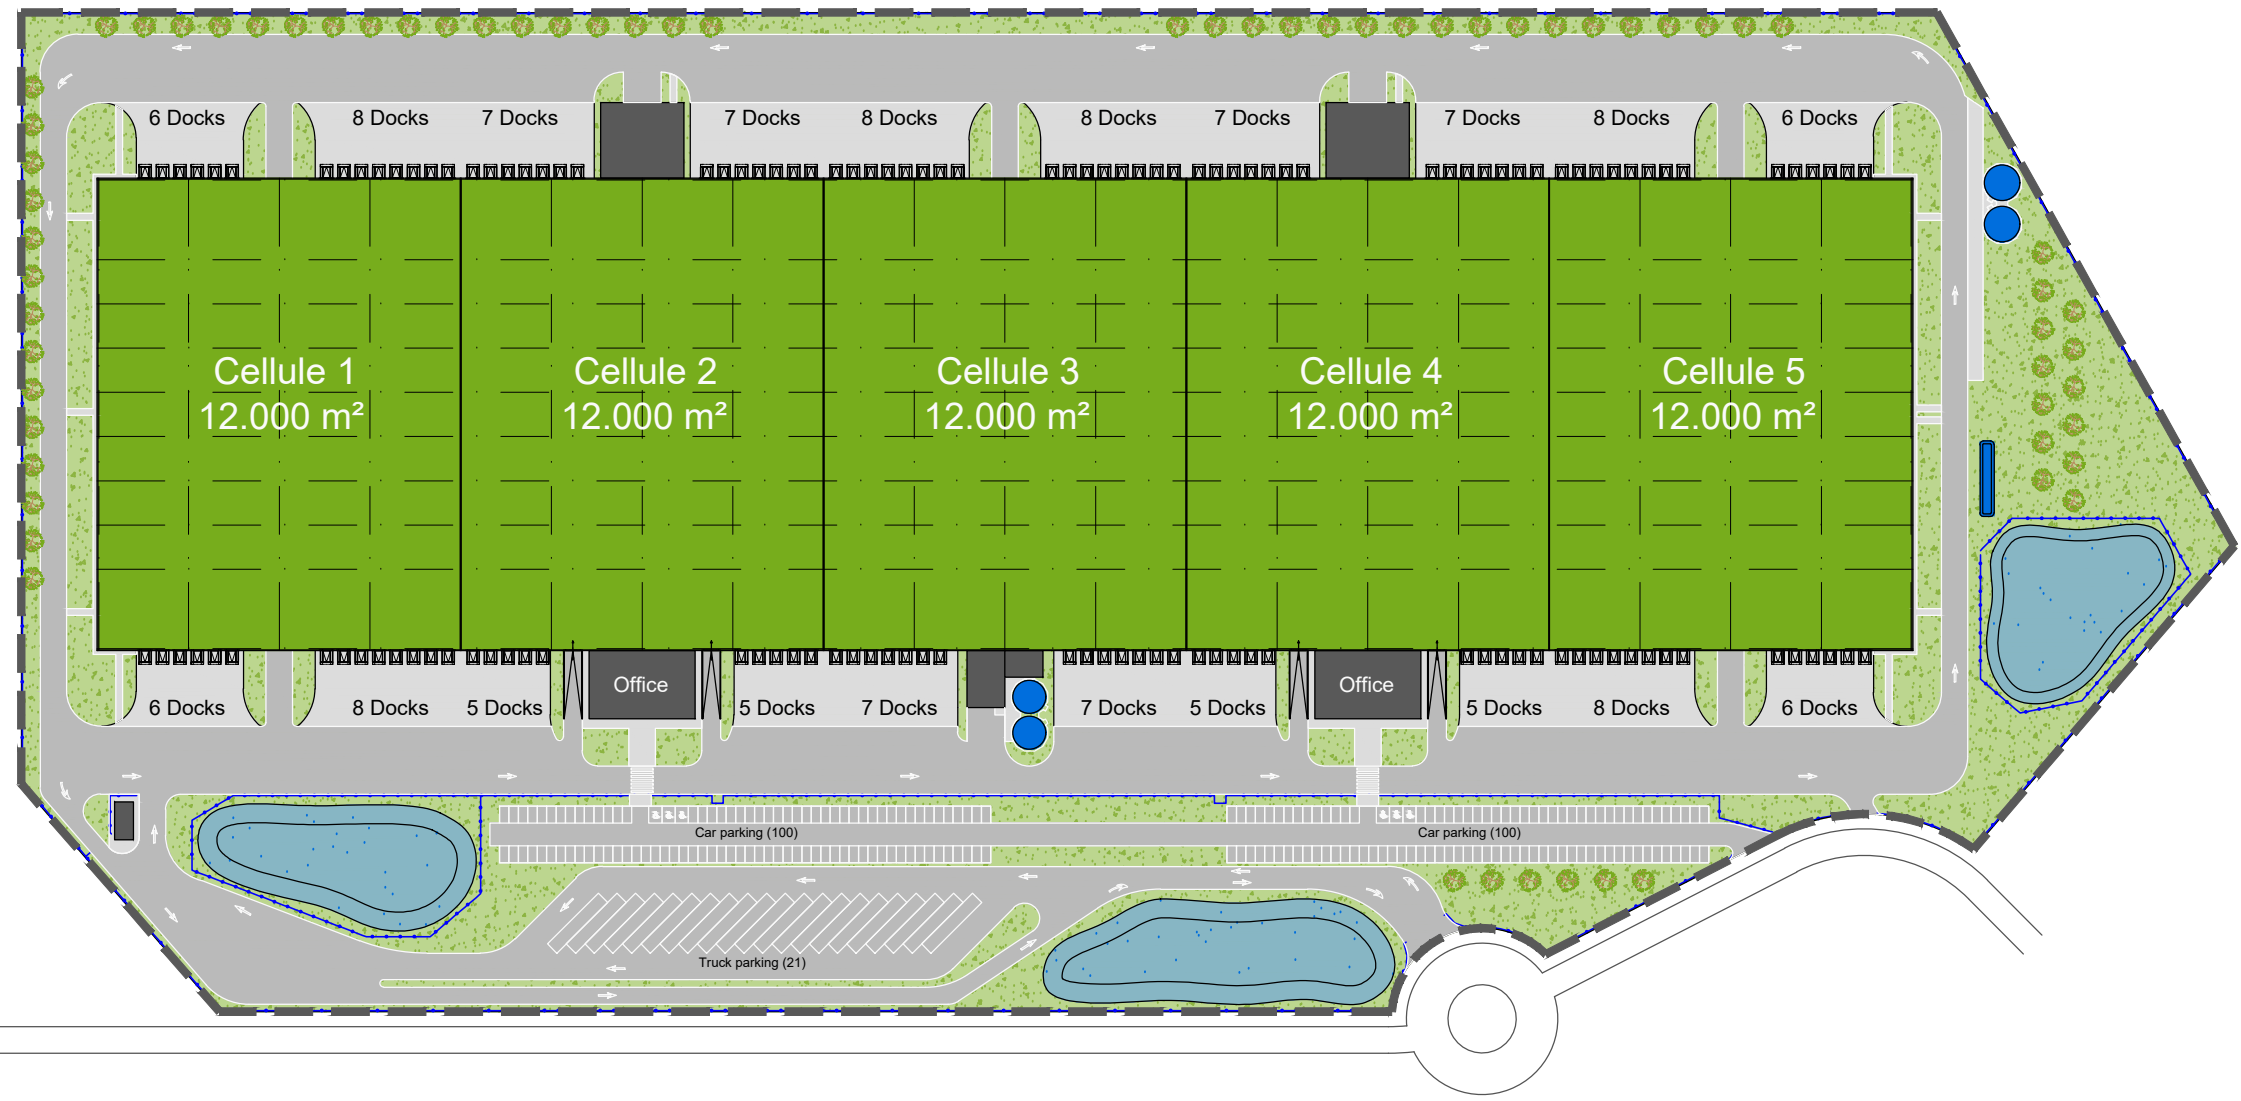 6 Docks
8 Docks
7 Docks
7 Docks
8 Docks
8 Docks
7 Docks
7 Docks
8 Docks
6 Docks
Cellule 1
12.000 m²
Cellule 2
12.000 m²
Cellule 3
12.000 m²
Cellule 4
12.000 m²
Cellule 5
12.000 m²
Office
Office
6 Docks
8 Docks
5 Docks
5 Docks
7 Docks
7 Docks
5 Docks
5 Docks
8 Docks
6 Docks
Car parking (100)
Car parking (100)
Truck parking (21)